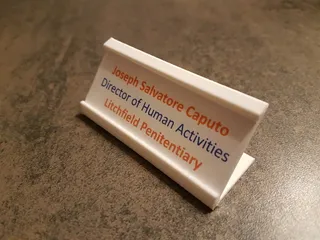 Joseph Salvatore Caputo
Director of Human Activities
Litchfield Penitentiary